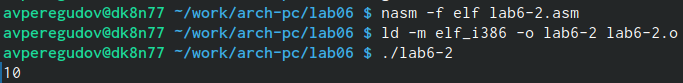 avperegudov@dk8n77 ~/work/arch-pc/lab06 $ nasm -f elf lab6-2.asm
avperegudov@dk8n77 ~/work/arch-pc/lab06 $ ld -m elf_i386 -o lab6-2 lab6-2.o
avperegudov@dk8n77 ~/work/arch-pc/lab06 $ ./lab6-2
10